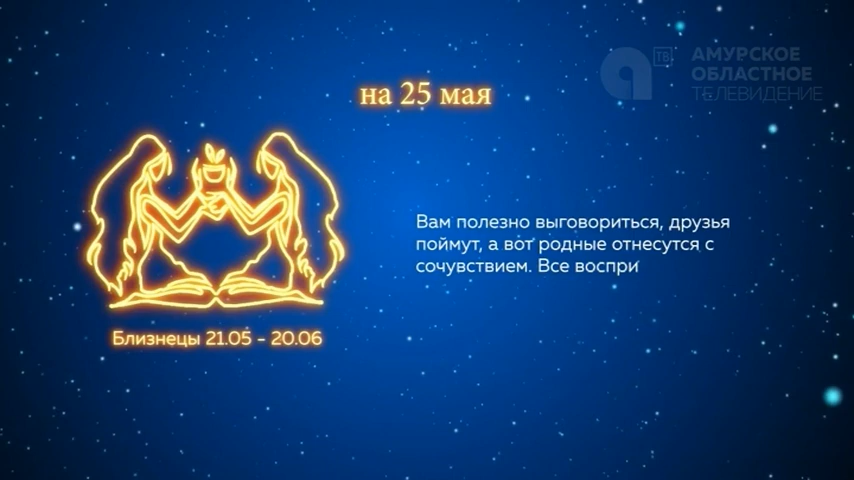 ТВ
АМУРСКОЕ
ОБЛАСТНОЕ
ТЕЛЕВИДЕНИЕ
на 25 мая
Вам полезно выговориться, друзья
поймут, а вот родные отнесутся с
сочувствием. Все воспри
Близнецы 21.05 - 20.06